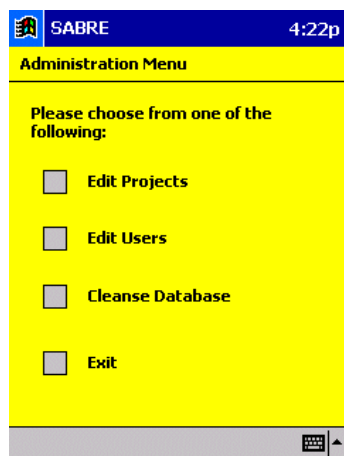 SABRE 4:22p
Administration Menu
Please choose from one of the
following:
Edit Projects
Edit Users
Cleanse Database
Exit